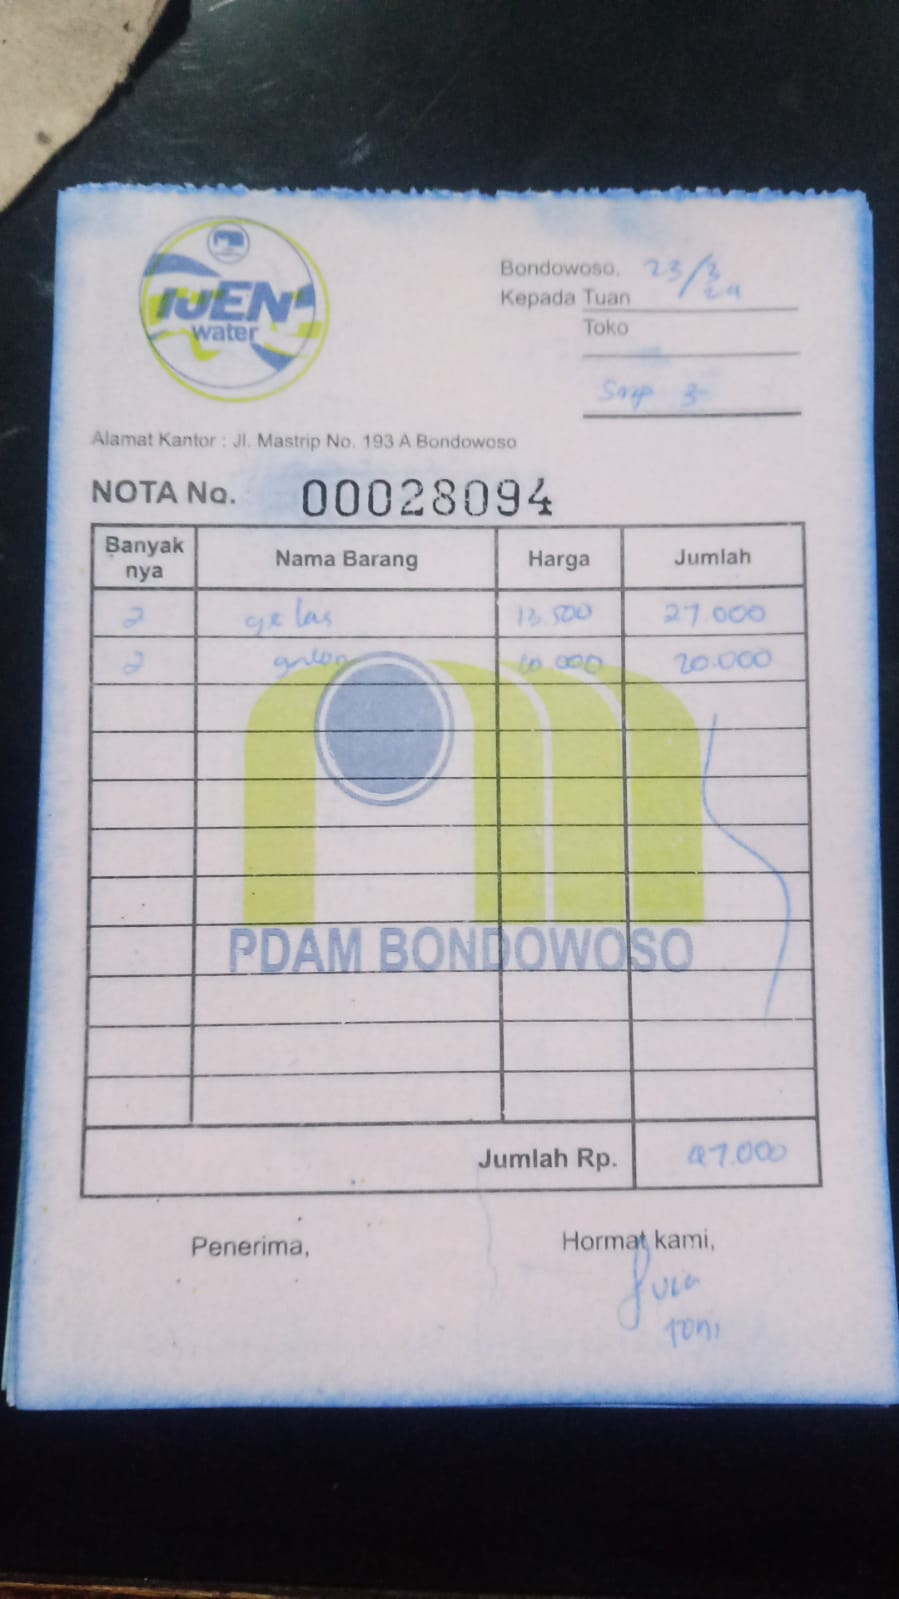 IJEN
water
Bondowoso, 23/3
24
Kepada Tuan
Toko
3
Alamat Kantor : Jl. Mastrip No. 193 A Bondowoso
NOTA No. 00028094
Banyak nya Nama Barang Harga Jumlah
2 gelas 13.500 27.000
2 galon 10.000 20.000
PDAM BONDOWOSO
Jumlah Rp. 47.000
Penerima, Hormat kami,
Toni